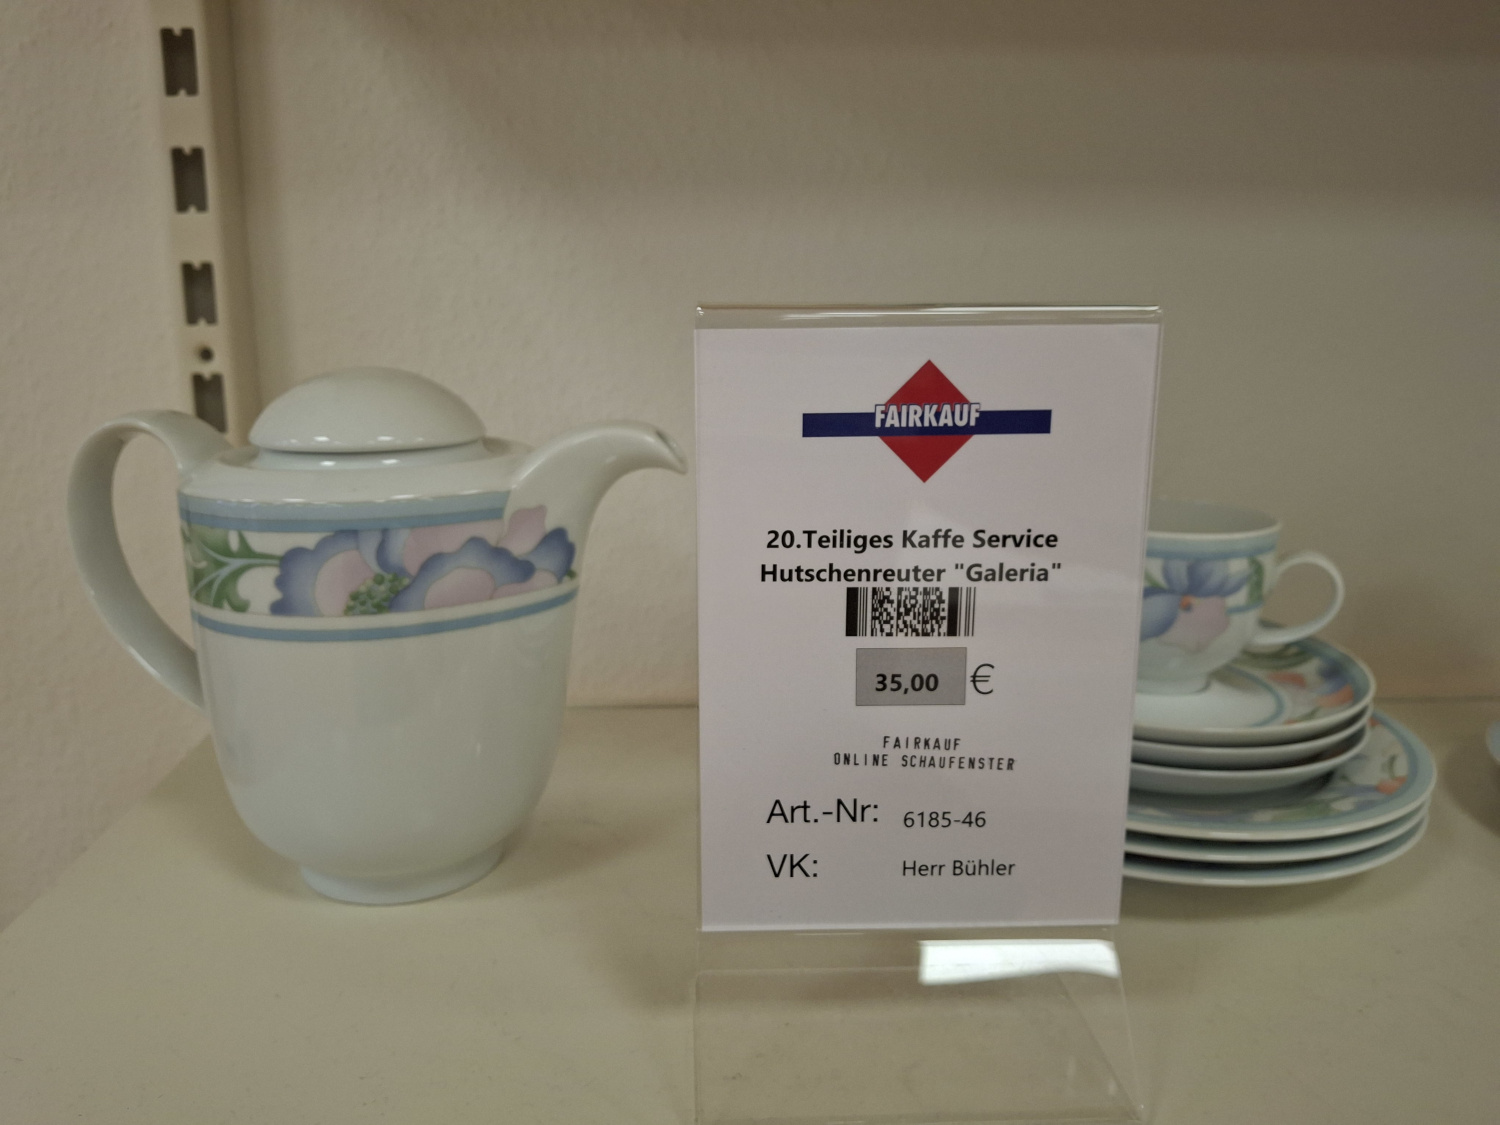 FAIRKAUF
20.Teiliges Kaffe Service
Hutschenreuter "Galeria"
35,00 €
FAIRKAUF
ONLINE SCHAUFENSTER
Art.-Nr: 6185-46
VK: Herr Bühler